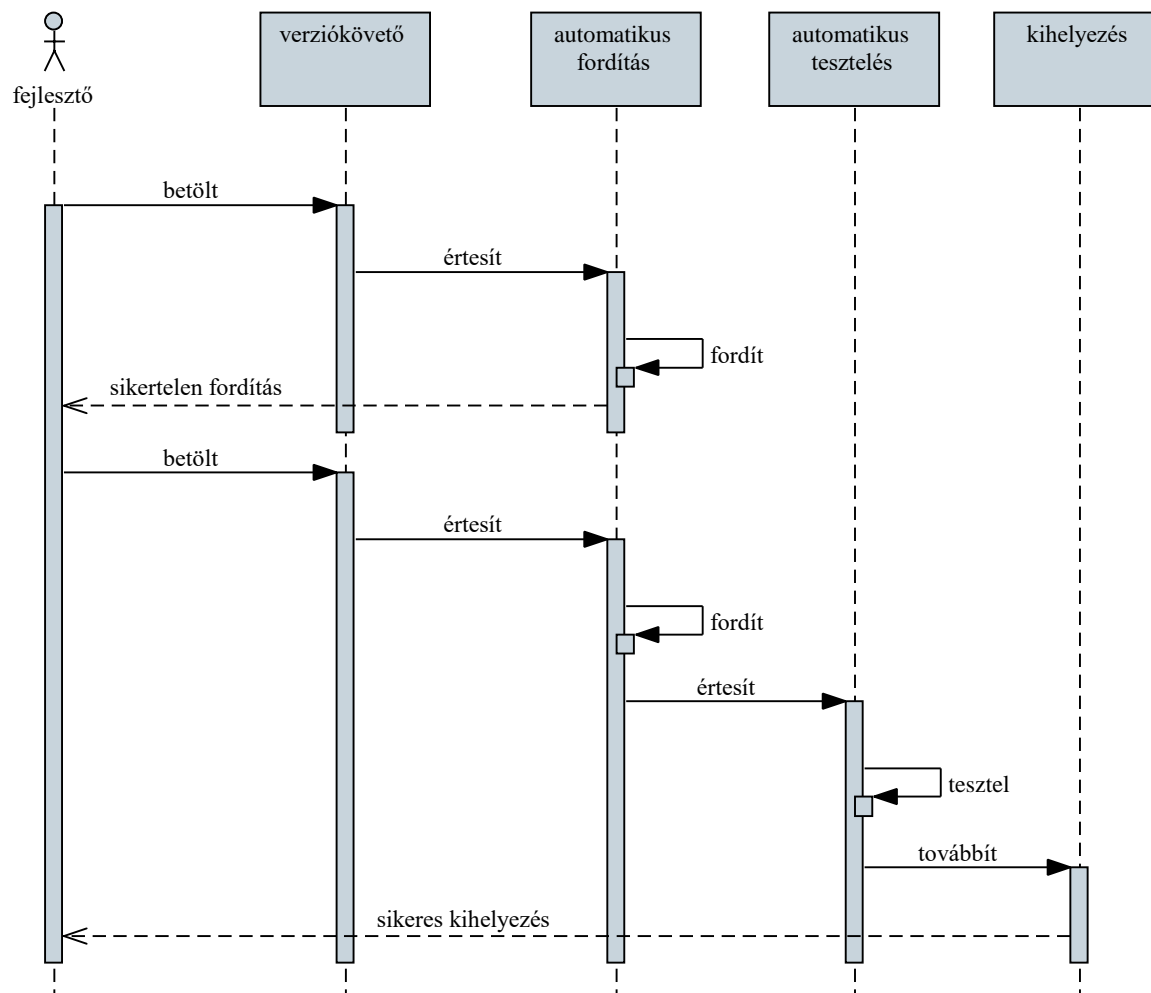 fejlesztő
verziókövető
automatikus
fordítás
automatikus
tesztelés
kihelyezés
betölt
értesít
fordít
sikertelen fordítás
betölt
értesít
fordít
értesít
tesztel
továbbít
sikeres kihelyezés